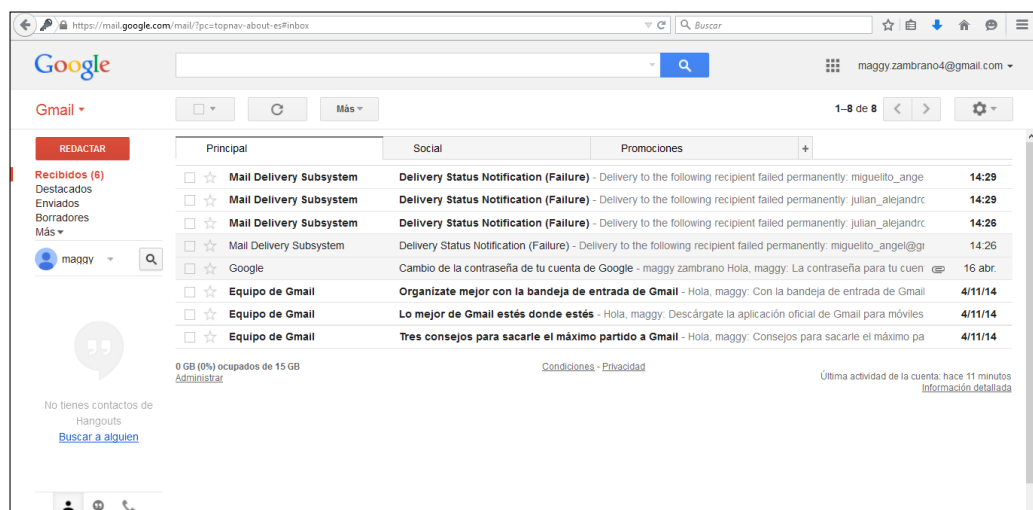 https://mail.google.com/mail/?pc=topnav-about-es#inbox
Buscar
Google
maggy.zambrano4@gmail.com
Gmail
Más
1–8 de 8
REDACTAR
Principal Social Promociones +
Recibidos (6)
Destacados
Enviados
Borradores
Más
maggy
Mail Delivery Subsystem Delivery Status Notification (Failure) - Delivery to the following recipient failed permanently: miguelito_ange 14:29
Mail Delivery Subsystem Delivery Status Notification (Failure) - Delivery to the following recipient failed permanently: julian_alejandrc 14:29
Mail Delivery Subsystem Delivery Status Notification (Failure) - Delivery to the following recipient failed permanently: julian_alejandrc 14:26
Mail Delivery Subsystem Delivery Status Notification (Failure) - Delivery to the following recipient failed permanently: miguelito_angel@gr 14:26
Google Cambio de la contraseña de tu cuenta de Google - maggy zambrano Hola, maggy: La contraseña para tu cuen 16 abr.
Equipo de Gmail Organízate mejor con la bandeja de entrada de Gmail - Hola, maggy: Con la bandeja de entrada de Gmail 4/11/14
Equipo de Gmail Lo mejor de Gmail estés donde estés - Hola, maggy: Descárgate la aplicación oficial de Gmail para móviles 4/11/14
Equipo de Gmail Tres consejos para sacarle el máximo partido a Gmail - Hola, maggy: Consejos para sacarle el máximo pa 4/11/14
0 GB (0%) ocupados de 15 GB
Administrar
Condiciones - Privacidad
Última actividad de la cuenta: hace 11 minutos
Información detallada
No tienes contactos de
Hangouts
Buscar a alguien